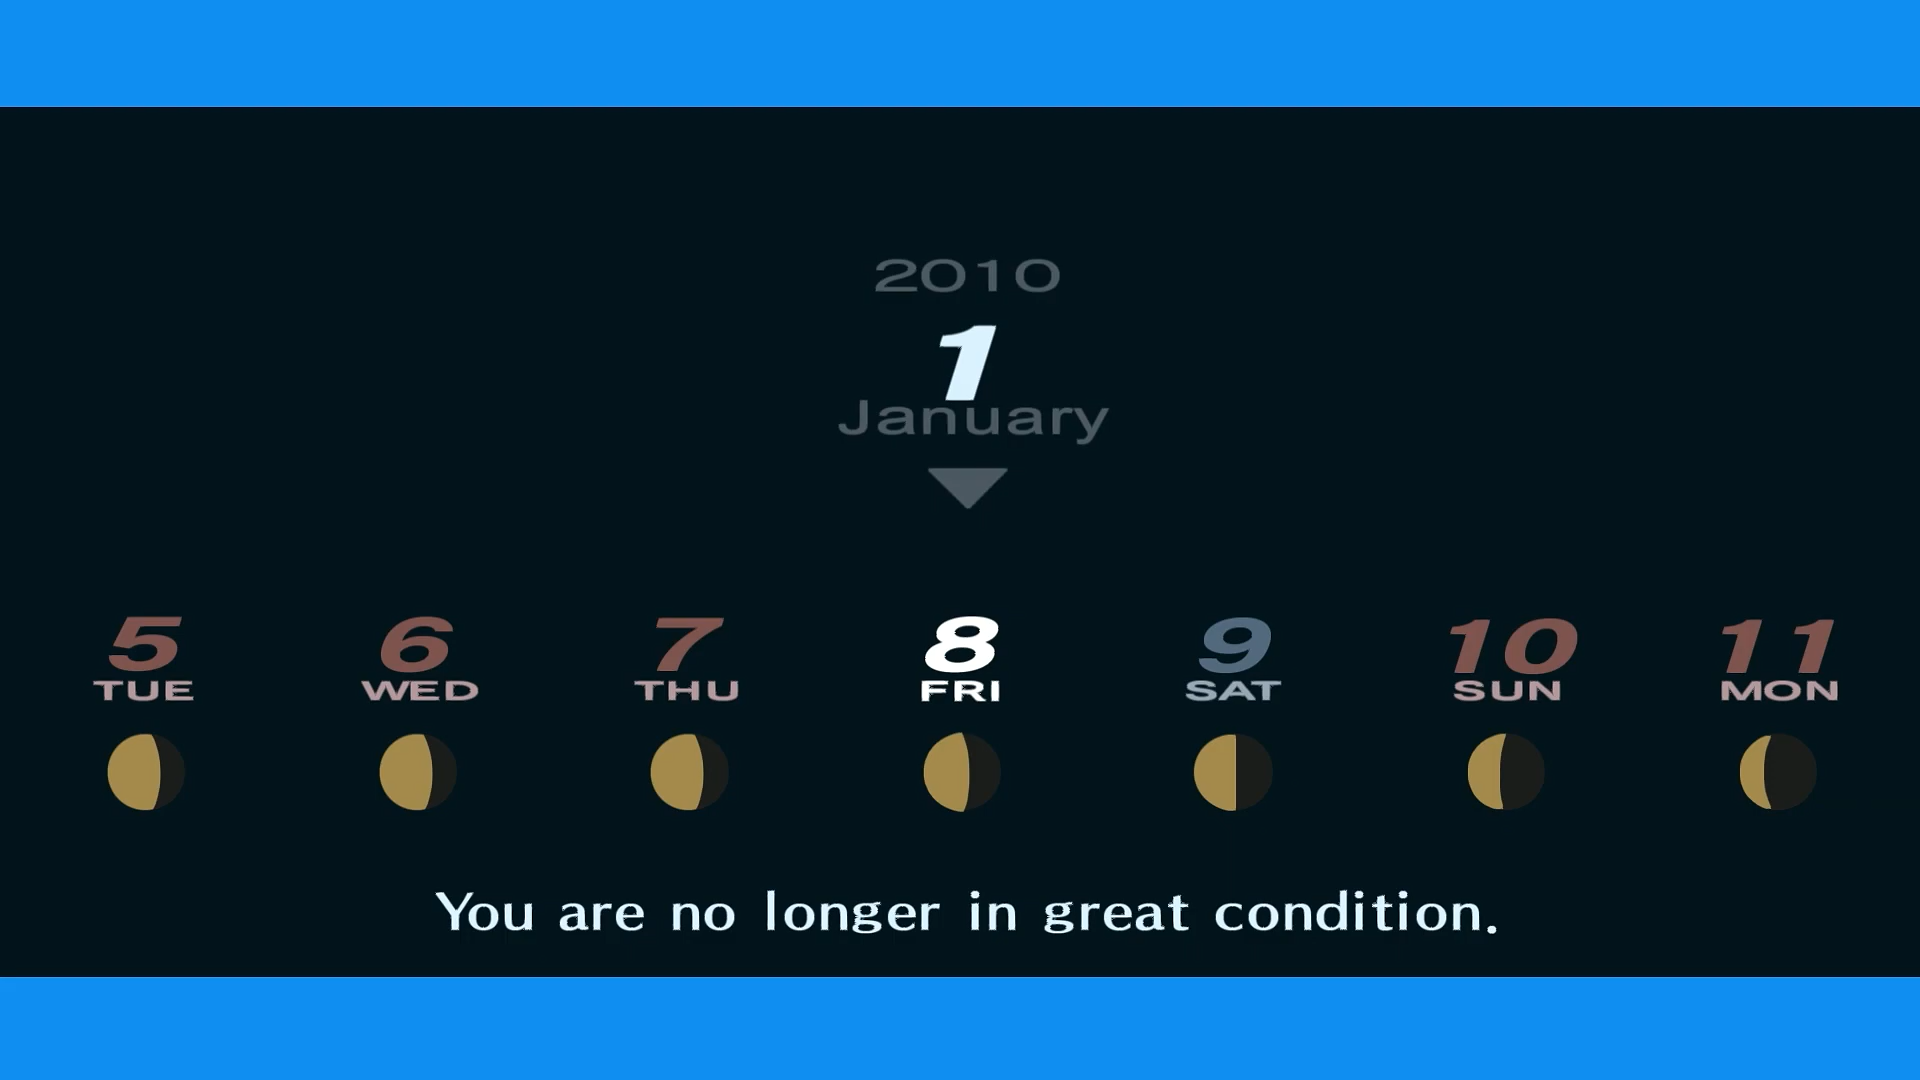 2010
1
January
5 6 7 8 9 10 11
TUE WED THU FRI SAT SUN MON
You are no longer in great condition.